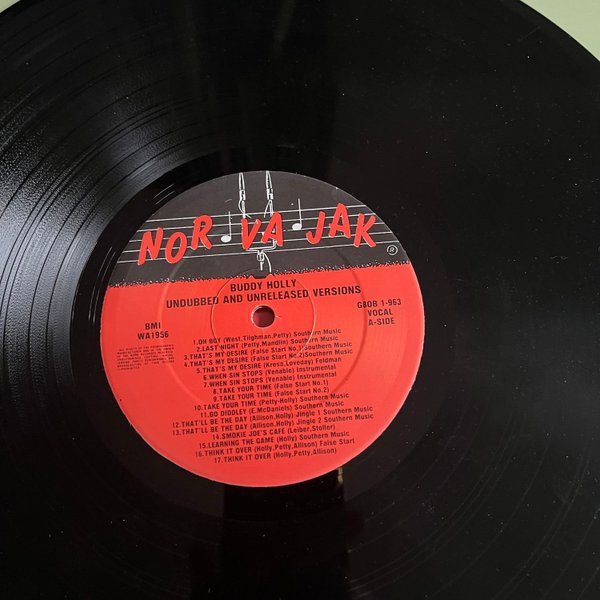 NOR VA JAK
BUDDY HOLLY
UNDUBBED AND UNRELEASED VERSIONS
BMI
WA1956
VOCAL
A-SIDE
1.OH BOY (West,Tilghman,Petty) Southern Music
2.LAST NIGHT (Petty,Mandlin) Southern Music
3.THAT'S MY DESIRE (False Start No.1)Southern Music
4.THAT'S MY DESIRE (False Start No.2)Southern Music
5.THAT'S MY DESIRE (Kress,Loveday) Feldman
6.WHEN SIN STOPS (Venable) Instrumental
7.WHEN SIN STOPS (Venable) Instrumental
8.TAKE YOUR TIME (False Start No.1)
9.TAKE YOUR TIME (False Start No.2)
10.TAKE YOUR TIME (Petty-Holly) Southern Music
11.BO DIDDLEY (E.McDaniels) Southern Music
12.THAT'LL BE THE DAY (Allison,Holly) Jingle 1 Southern Music
13.THAT'LL BE THE DAY (Allison,Holly) Jingle 2 Southern Music
14.SMOKIE JOE'S CAFE (Leiber,Stoller)
15.LEARNING THE GAME (Holly) Southern Music
16.THINK IT OVER (Holly,Petty,Allison) False Start
17.THINK IT OVER (Holly,Petty,Allison)